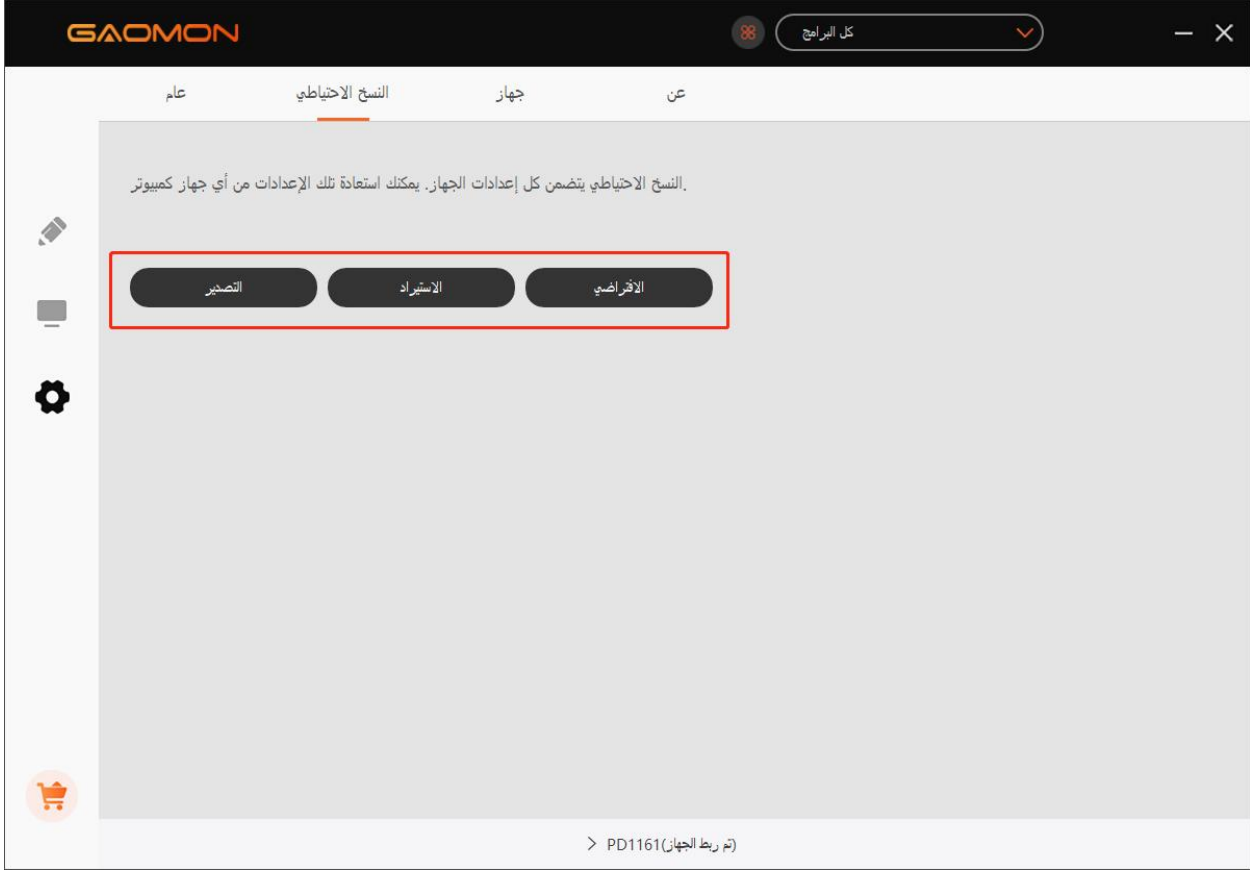 GAOMON
كل البرامج
عام
النسخ الاحتياطي
جهاز
عن
النسخ الاحتياطي يتضمن كل إعدادات الجهاز. يمكنك استعادة تلك الإعدادات من أي جهاز كمبيوتر.
التصدير
الاستيراد
الافتراضي
PD1161(تم ربط الجهاز)